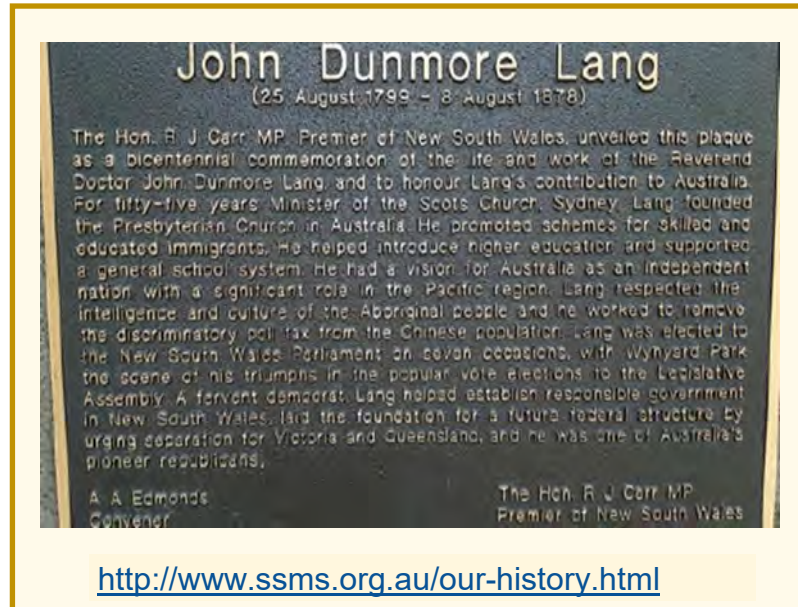 John Dunmore Lang
(25 August 1799 - 8 August 1878)
The Hon. R J Carr MP, Premier of New South Wales, unveiled this plaque
as a bicentennial commemoration of the life and work of the Reverend
Doctor John Dunmore Lang, and to honour Lang's contribution to Australia.
For fifty-five years Minister of the Scots Church, Sydney, Lang founded
the Presbyterian Church in Australia. He promoted schemes for skilled and
educated immigrants. He helped introduce higher education and supported
a general school system. He had a vision for Australia as an independent
nation with a significant role in the Pacific region. Lang respected the
intelligence and culture of the Aboriginal people and he worked to remove
the discriminatory poll tax from the Chinese population. Lang was elected to
the New South Wales Parliament on seven occasions, with Wynyard Park
the scene of his triumphs in the popular vote elections to the Legislative
Assembly. A fervent democrat, Lang helped establish responsible government
in New South Wales, laid the foundation for a future federal structure by
urging separation for Victoria and Queensland, and he was one of Australia's
pioneer republicans.
A A Edmonds
Convenor
The Hon. R J Carr MP
Premier of New South Wales
http://www.ssms.org.au/our-history.html